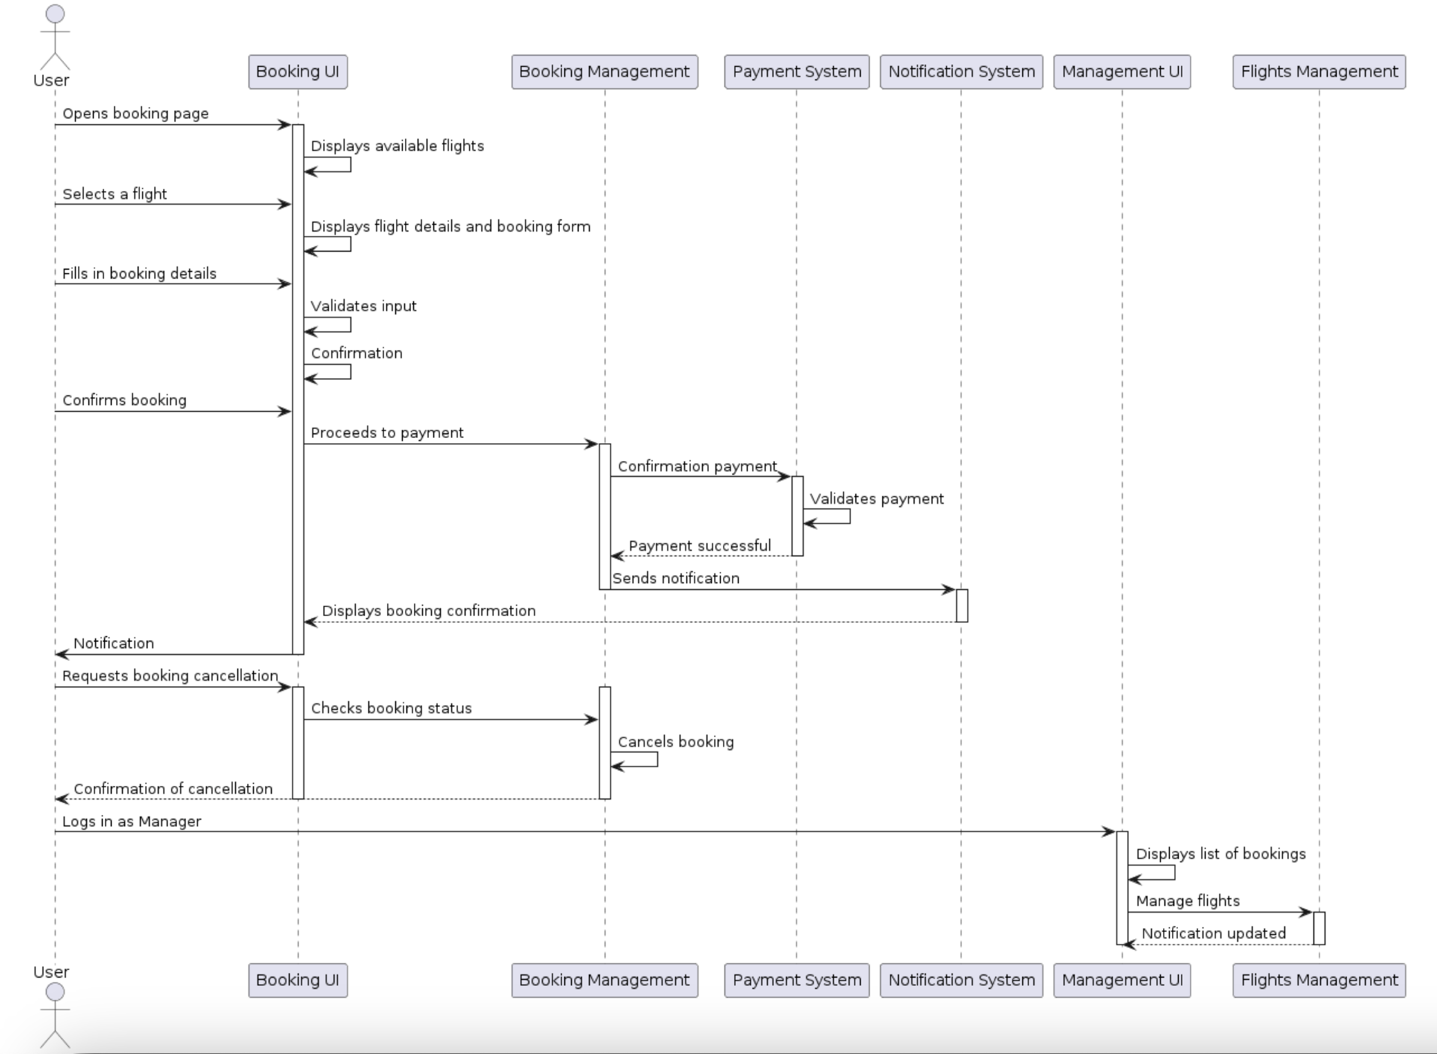 User
Booking UI
Booking Management
Payment System
Notification System
Management UI
Flights Management
Opens booking page
Displays available flights
Selects a flight
Displays flight details and booking form
Fills in booking details
Validates input
Confirmation
Confirms booking
Proceeds to payment
Confirmation payment
Validates payment
Payment successful
Sends notification
Displays booking confirmation
Notification
Requests booking cancellation
Checks booking status
Cancels booking
Confirmation of cancellation
Logs in as Manager
Displays list of bookings
Manage flights
Notification updated
User
Booking UI
Booking Management
Payment System
Notification System
Management UI
Flights Management